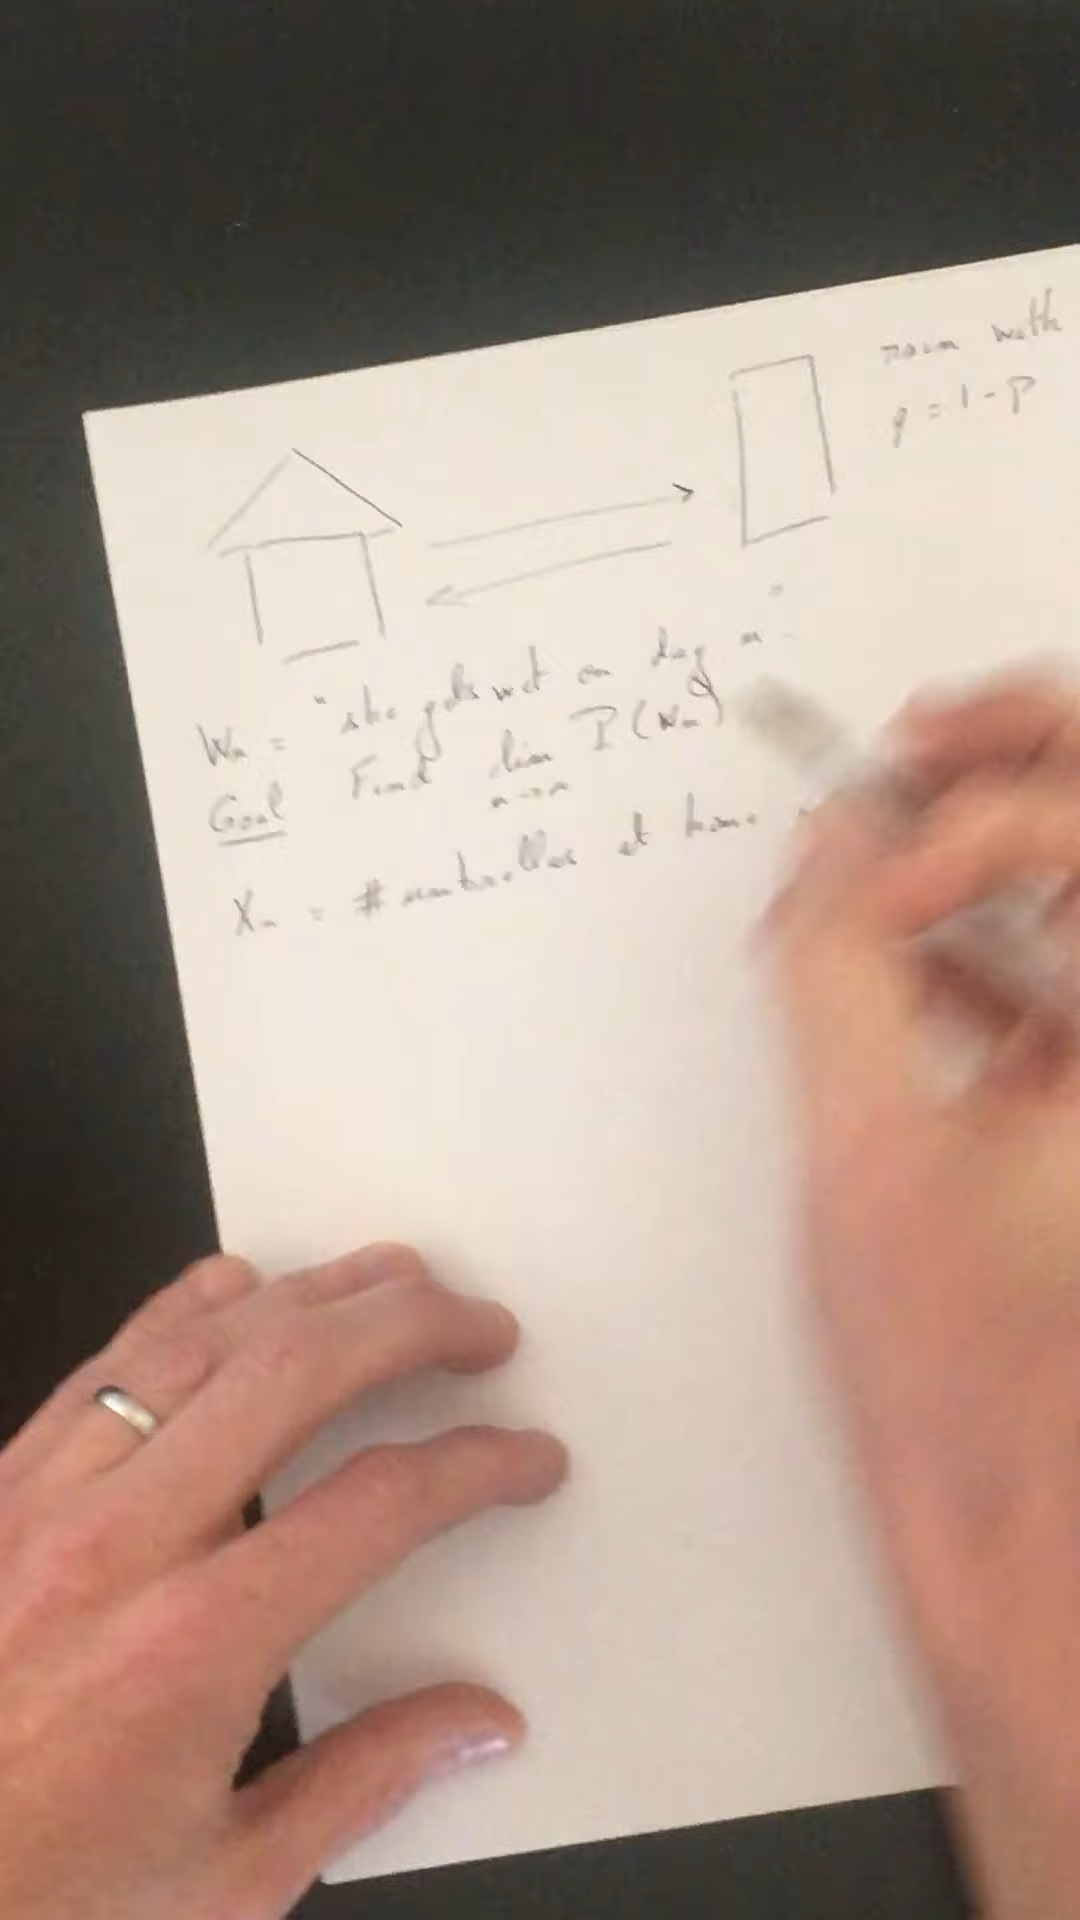 rain with
q = 1 - p
Wn = "she gets wet on day n"
Goal Find lim P(Wn)
n→∞
Xn = # umbrellas at home